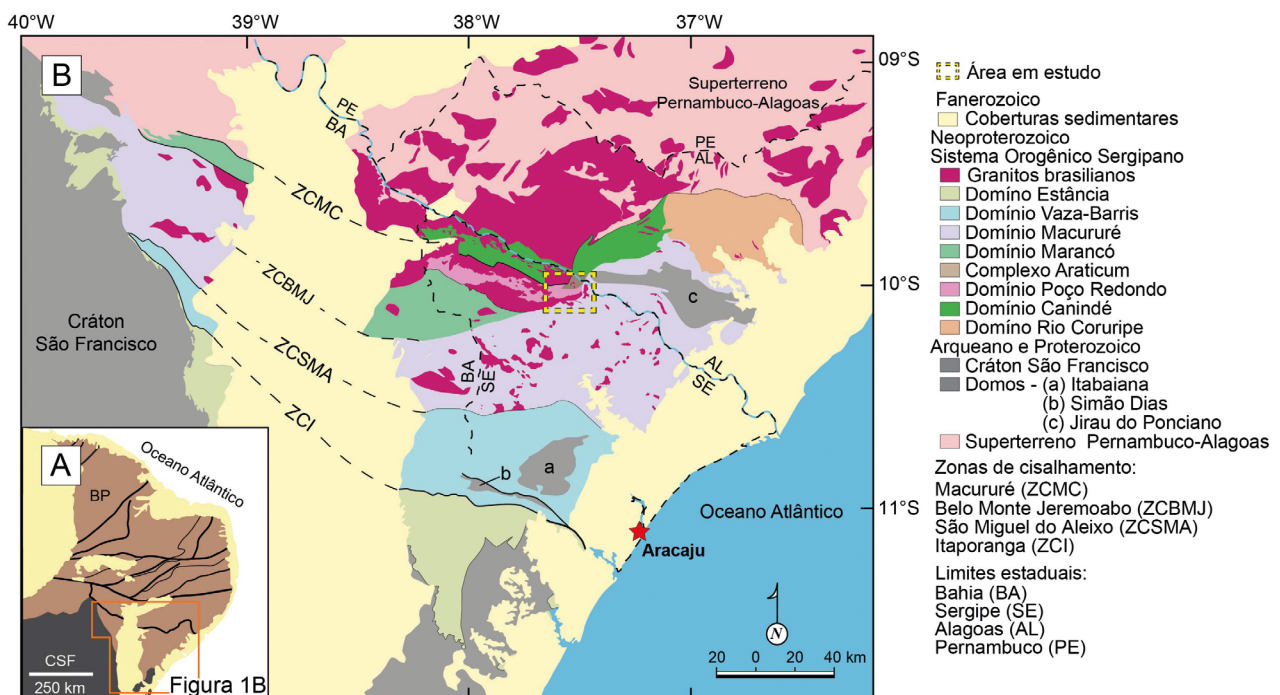 40°W
39°W
38°W
37°W
B
09°S
10°S
11°S
Superterreno
Pernambuco-Alagoas
PE
BA
PE
AL
ZCMC
ZCBMJ
ZCSMA
ZCI
Cráton
São Francisco
BA
SE
AL
SE
c
a
b
Oceano Atlântico
Aracaju
N
20 0 20 40 km
A
Oceano Atlântico
BP
CSF
250 km
Figura 1B
Área em estudo
Fanerozoico
Coberturas sedimentares
Neoproterozoico
Sistema Orogênico Sergipano
Granitos brasilianos
Domíno Estância
Domínio Vaza-Barris
Domínio Macururé
Domínio Marancó
Complexo Araticum
Domínio Poço Redondo
Domínio Canindé
Domíno Rio Coruripe
Arqueano e Proterozoico
Cráton São Francisco
Domos - (a) Itabaiana
(b) Simão Dias
(c) Jirau do Ponciano
Superterreno Pernambuco-Alagoas
Zonas de cisalhamento:
Macururé (ZCMC)
Belo Monte Jeremoabo (ZCBMJ)
São Miguel do Aleixo (ZCSMA)
Itaporanga (ZCI)
Limites estaduais:
Bahia (BA)
Sergipe (SE)
Alagoas (AL)
Pernambuco (PE)